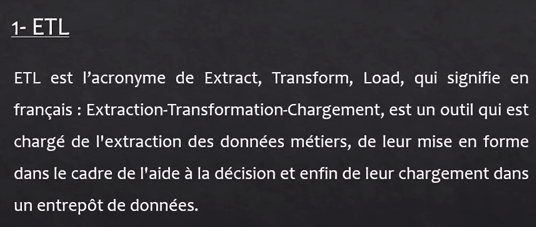 1- ETL
ETL est l’acronyme de Extract, Transform, Load, qui signifie en
français : Extraction-Transformation-Chargement, est un outil qui est
chargé de l'extraction des données métiers, de leur mise en forme
dans le cadre de l'aide à la décision et enfin de leur chargement dans
un entrepôt de données.